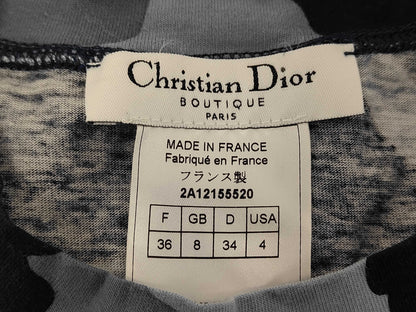 Christian Dior
BOUTIQUE
PARIS
MADE IN FRANCE
Fabriqué en France
フランス製
2A12155520
F GB D USA
36 8 34 4